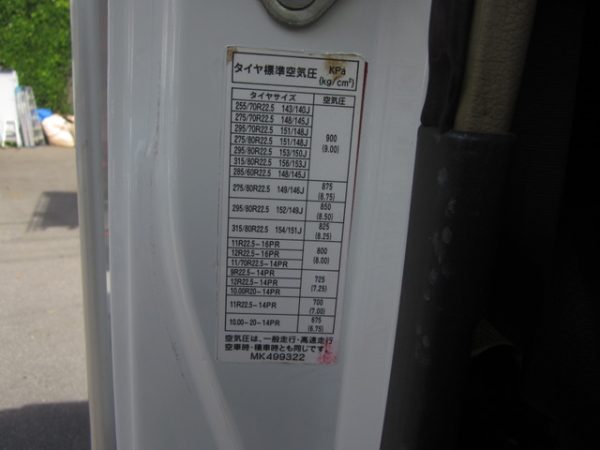 タイヤ標準空気圧 KPa
(kg/cm²)
タイヤサイズ 空気圧
255/70R22.5 143/140J
275/70R22.5 148/145J
295/70R22.5 151/148J
275/80R22.5 151/148J
295/80R22.5 153/150J
315/80R22.5 156/153J
285/60R22.5 148/145J
900
(9.00)
275/80R22.5 149/146J 875
(8.75)
295/80R22.5 152/149J 850
(8.50)
315/80R22.5 154/151J 825
(8.25)
11R22.5-16PR
12R22.5-16PR
11/70R22.5-14PR
800
(8.00)
9R22.5-14PR
12R22.5-14PR
10.00R20-14PR
725
(7.25)
11R22.5-14PR 700
(7.00)
10.00-20-14PR 675
(6.75)
空気圧は、一般走行・高速走行
空車時・積車時とも同じです。
MK499322